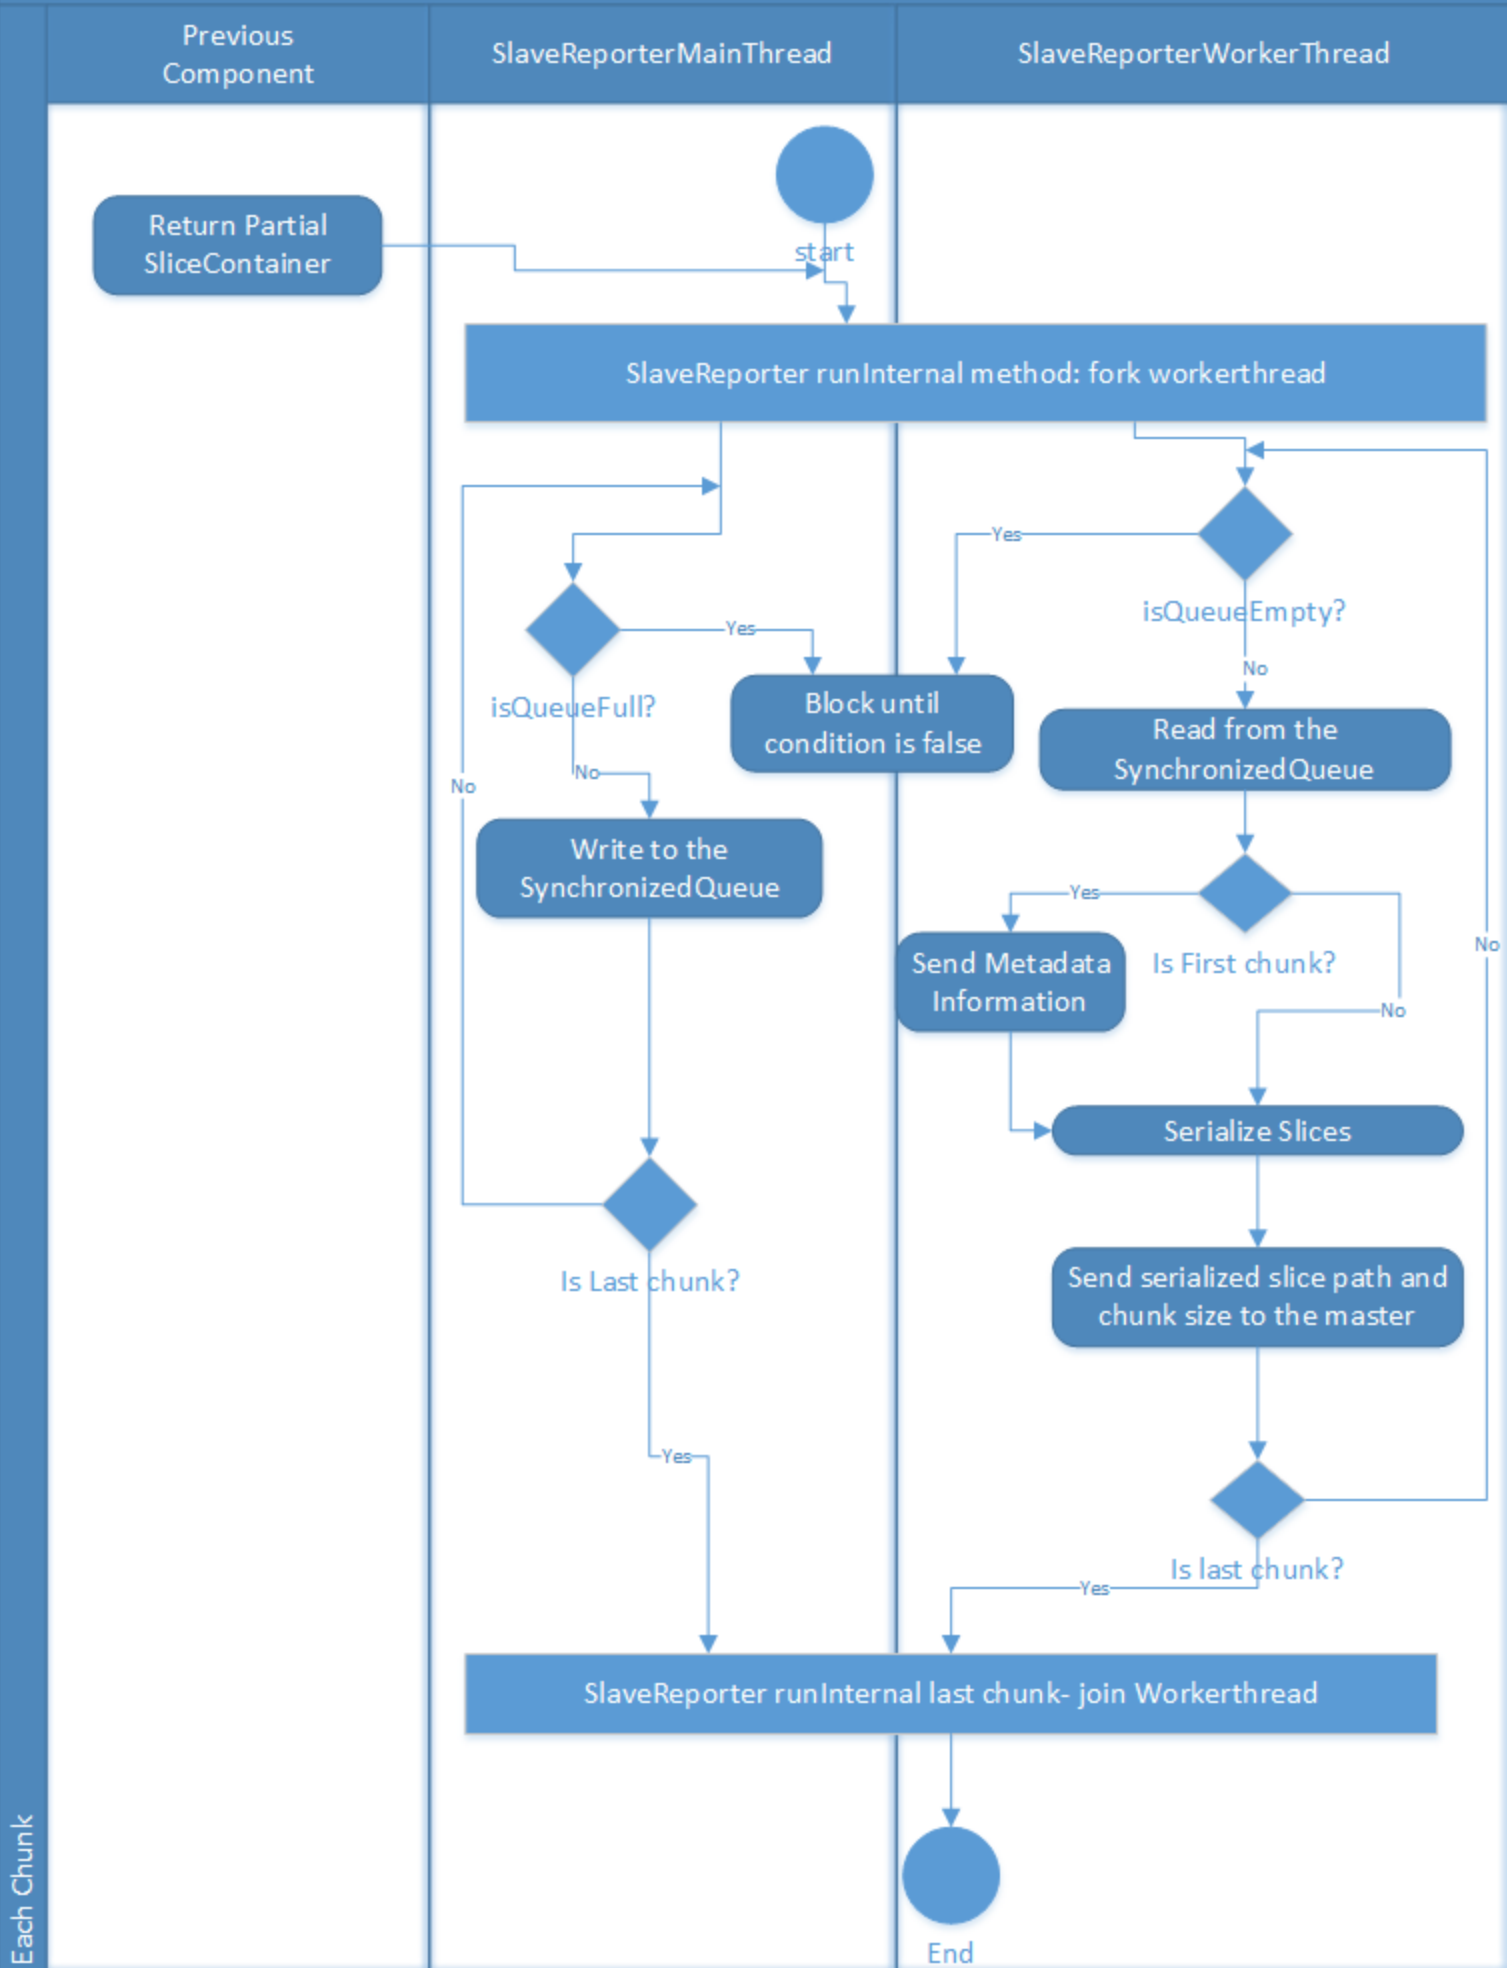 Previous
Component
SlaveReporterMainThread
SlaveReporterWorkerThread
Return Partial
SliceContainer
start
SlaveReporter runInternal method: fork workerthread
Yes
isQueueEmpty?
No
Yes
isQueueFull?
No
Block until
condition is false
Read from the
SynchronizedQueue
No
Write to the
SynchronizedQueue
Yes
Is First chunk?
No
Send Metadata
Information
No
Serialize Slices
Is Last chunk?
Send serialized slice path and
chunk size to the master
Yes
Is last chunk?
Yes
SlaveReporter runInternal last chunk- join Workerthread
End
Each Chunk